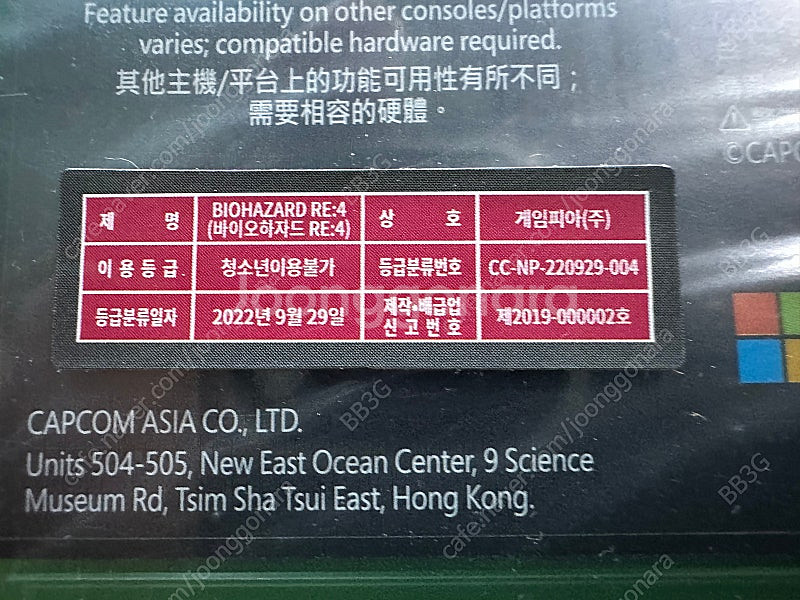 Feature availability on other consoles/platforms
varies; compatible hardware required.
其他主機/平台上的功能可用性有所不同；
需要相容的硬體。
©CAPC
제 명 BIOHAZARD RE:4 (바이오하자드 RE:4) 상 호 게임피아(주)
이용등급 청소년이용불가 등급분류번호 CC-NP-220929-004
등급분류일자 2022년 9월 29일 제작•배급업 신고번호 제2019-000002호
Joonggonara
CAPCOM ASIA CO., LTD.
Units 504-505, New East Ocean Center, 9 Science
Museum Rd, Tsim Sha Tsui East, Hong Kong.
cafe.naver.com/joonggonara
BB3G